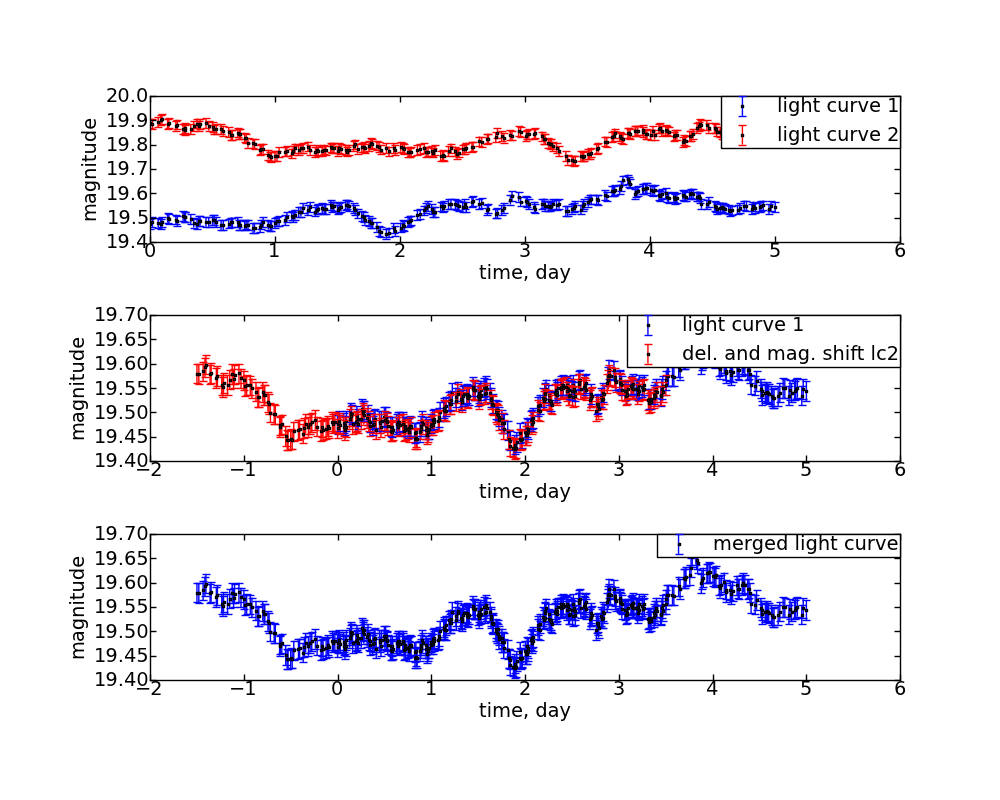 20.0
19.9
19.8
19.7
19.6
19.5
19.4
magnitude
light curve 1
light curve 2
0 1 2 3 4 5 6
time, day
19.70
19.65
19.60
19.55
19.50
19.45
19.40
magnitude
light curve 1
del. and mag. shift lc2
−2 −1 0 1 2 3 4 5 6
time, day
19.70
19.65
19.60
19.55
19.50
19.45
19.40
magnitude
merged light curve
−2 −1 0 1 2 3 4 5 6
time, day